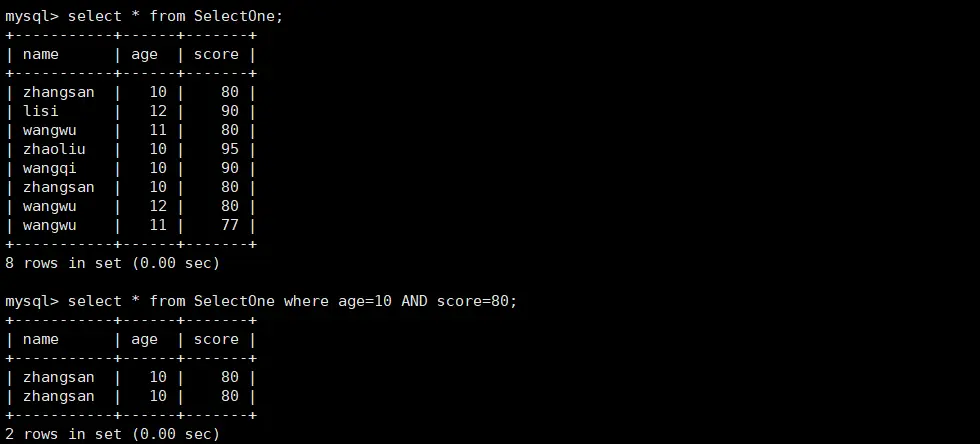 mysql> select * from SelectOne;
+-----------+------+-------+
| name      | age  | score |
+-----------+------+-------+
| zhangsan  |   10 |    80 |
| lisi      |   12 |    90 |
| wangwu    |   11 |    80 |
| zhaoliu   |   10 |    95 |
| wangqi    |   10 |    90 |
| zhangsan  |   10 |    80 |
| wangwu    |   12 |    80 |
| wangwu    |   11 |    77 |
+-----------+------+-------+
8 rows in set (0.00 sec)

mysql> select * from SelectOne where age=10 AND score=80;
+-----------+------+-------+
| name      | age  | score |
+-----------+------+-------+
| zhangsan  |   10 |    80 |
| zhangsan  |   10 |    80 |
+-----------+------+-------+
2 rows in set (0.00 sec)